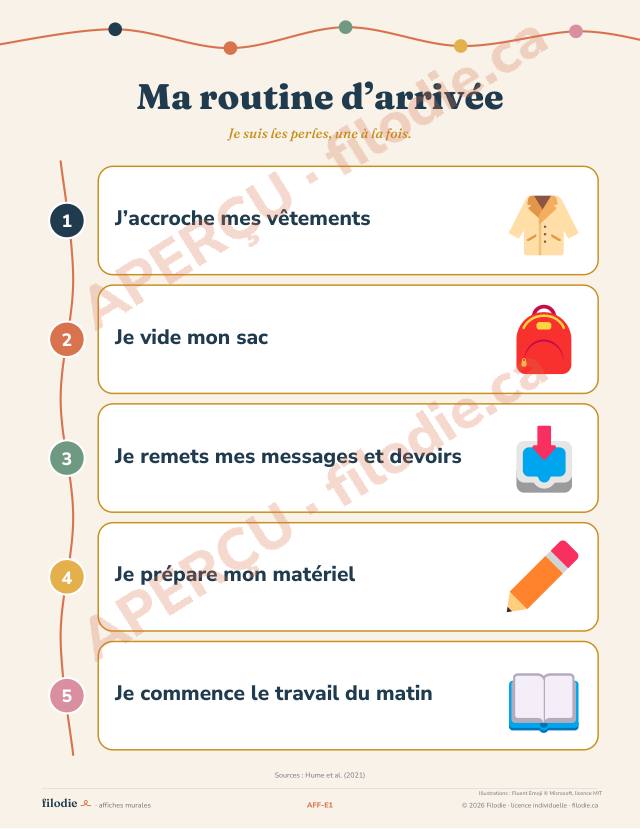 Ma routine d’arrivée
Je suis les perles, une à la fois.
1
J’accroche mes vêtements
2
Je vide mon sac
3
Je remets mes messages et devoirs
4
Je prépare mon matériel
5
Je commence le travail du matin
APERÇU · filodie.ca
APERÇU · filodie.ca
Sources : Hume et al. (2021)
Illustrations : Fluent Emoji © Microsoft, licence MIT
filodie · affiches murales
AFF-E1
© 2026 Filodie · licence individuelle · filodie.ca